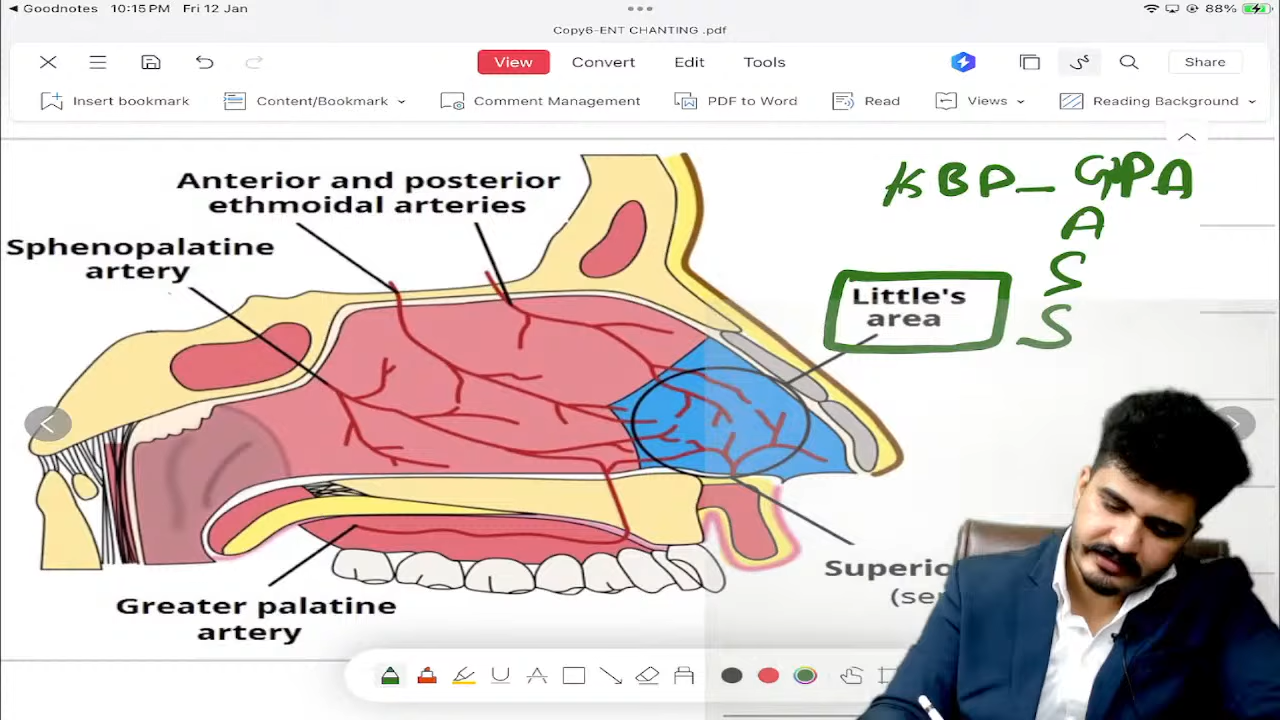 Goodnotes 10:15 PM Fri 12 Jan
88%
Copy6-ENT CHANTING .pdf
View Convert Edit Tools Share
Insert bookmark Content/Bookmark Comment Management PDF to Word Read Views Reading Background
KBP - GPA
A
S
S
Anterior and posterior
ethmoidal arteries
Sphenopalatine
artery
Little's
area
Superio
(se
Greater palatine
artery